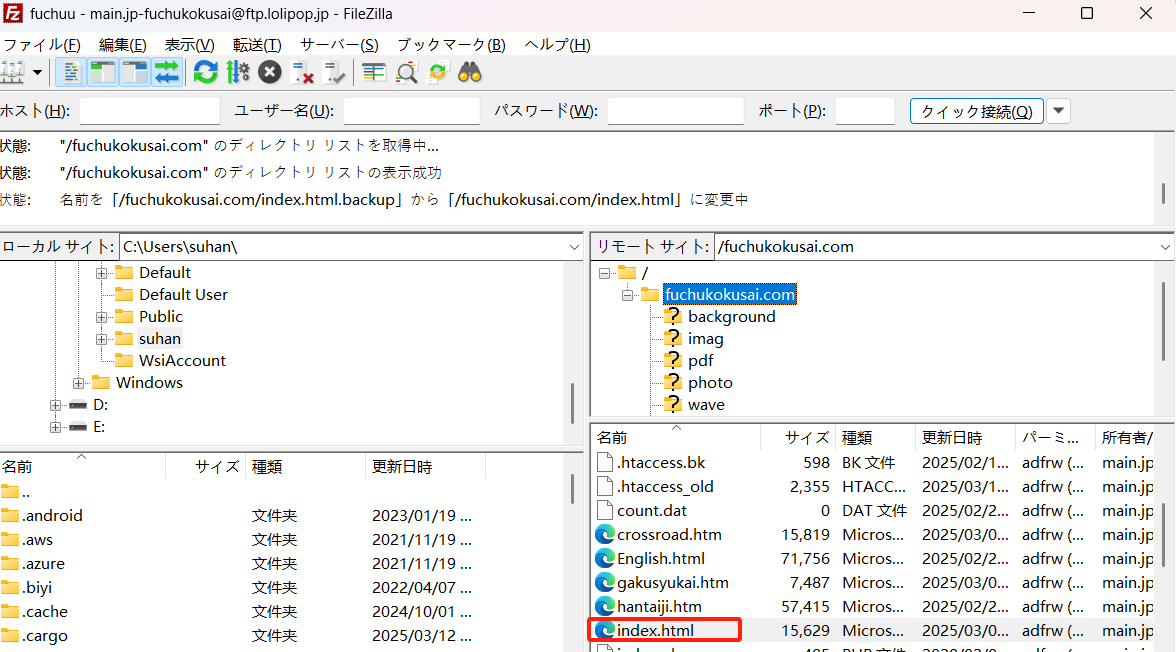 fuchuu - main.jp-fuchukokusai@ftp.lolipop.jp - FileZilla
ファイル(F) 編集(E) 表示(V) 転送(T) サーバー(S) ブックマーク(B) ヘルプ(H)
ホスト(H): ユーザー名(U): パスワード(W): ポート(P): クイック接続(Q)
状態: "/fuchukokusai.com" のディレクトリ リストを取得中...
状態: "/fuchukokusai.com" のディレクトリ リストの表示成功
状態: 名前を「/fuchukokusai.com/index.html.backup」から「/fuchukokusai.com/index.html」に変更中
ローカル サイト: C:\Users\suhan\
Default
Default User
Public
suhan
WsiAccount
Windows
D:
E:
名前 サイズ 種類 更新日時
..
.android 文件夹 2023/01/19 ...
.aws 文件夹 2021/11/19 ...
.azure 文件夹 2021/11/19 ...
.biyi 文件夹 2022/04/07 ...
.cache 文件夹 2024/10/01 ...
.cargo 文件夹 2025/03/12 ...
リモート サイト: /fuchukokusai.com
/
fuchukokusai.com
background
imag
pdf
photo
wave
名前 サイズ 種類 更新日時 パーミ... 所有者/
.htaccess.bk 598 BK 文件 2025/02/1... adfrw (... main.jp
.htaccess_old 2,355 HTACC... 2025/03/1... adfrw (... main.jp
count.dat 0 DAT 文件 2025/02/2... adfrw (... main.jp
crossroad.htm 15,819 Micros... 2025/03/0... adfrw (... main.jp
English.html 71,756 Micros... 2025/02/2... adfrw (... main.jp
gakusyukai.htm 7,487 Micros... 2025/03/0... adfrw (... main.jp
hantaiji.htm 57,415 Micros... 2025/02/2... adfrw (... main.jp
index.html 15,629 Micros... 2025/03/0... adfrw (... main.jp